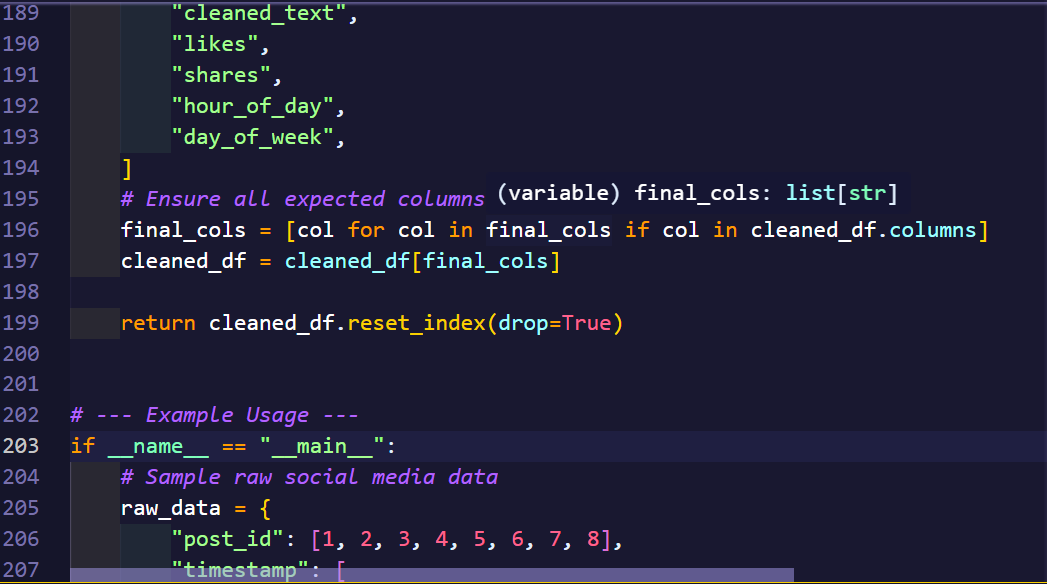 189 "cleaned_text",
190 "likes",
191 "shares",
192 "hour_of_day",
193 "day_of_week",
194 ]
195 # Ensure all expected columns (variable) final_cols: list[str]
196 final_cols = [col for col in final_cols if col in cleaned_df.columns]
197 cleaned_df = cleaned_df[final_cols]
198
199 return cleaned_df.reset_index(drop=True)
200
201
202 # --- Example Usage ---
203 if __name__ == "__main__":
204 # Sample raw social media data
205 raw_data = {
206 "post_id": [1, 2, 3, 4, 5, 6, 7, 8],
207 "timestamp": [